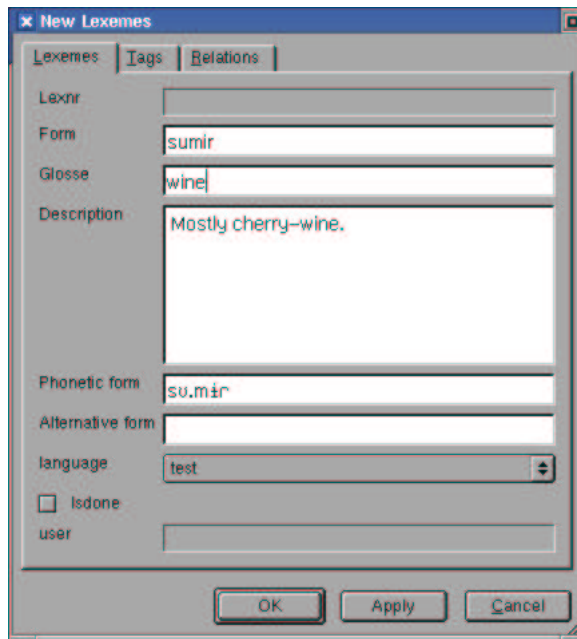 New Lexemes
Lexemes Tags Relations
Lexnr
Form sumir
Glosse wine
Description Mostly cherry-wine.
Phonetic form sʋ.mɨr
Alternative form
language test
Isdone
user
OK Apply Cancel